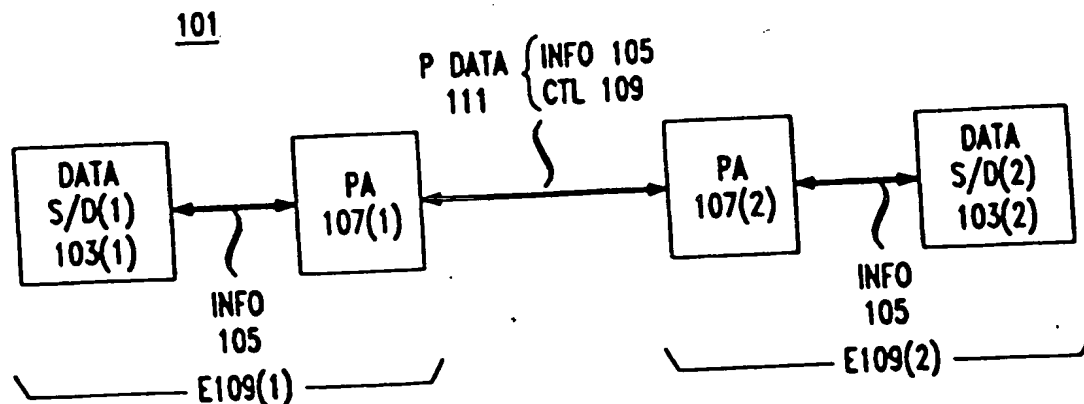 101
P DATA { INFO 105
111 CTL 109
DATA
S/D(1)
103(1)
PA
107(1)
PA
107(2)
DATA
S/D(2)
103(2)
INFO
105
INFO
105
E109(1)
E109(2)